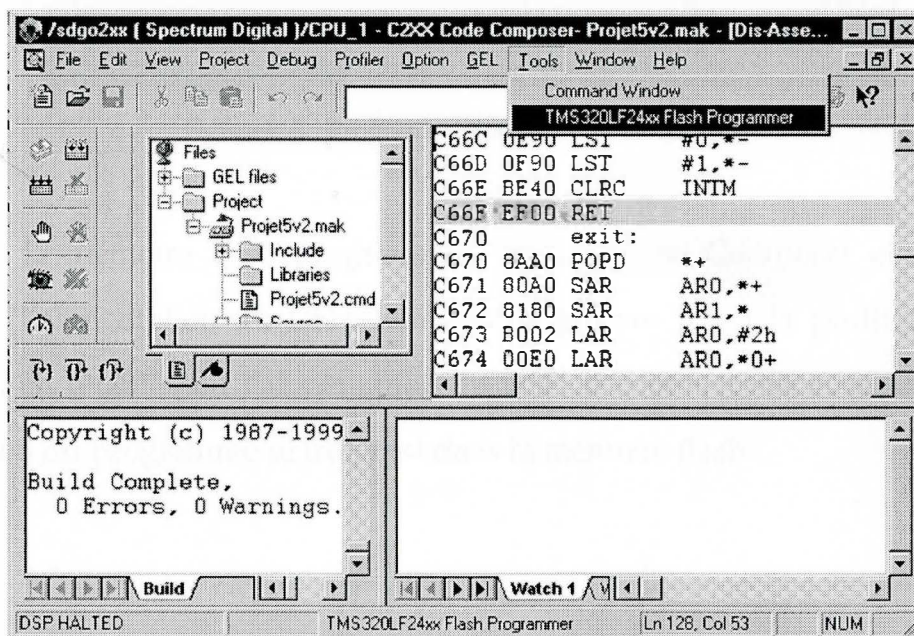 /sdgo2xx ( Spectrum Digital )/CPU_1 - C2XX Code Composer- Projet5v2.mak - [Dis-Asse...
File Edit View Project Debug Profiler Option GEL Tools Window Help
Command Window
TMS320LF24xx Flash Programmer
Files
GEL files
Project
Projet5v2.mak
Include
Libraries
Projet5v2.cmd
C66C 0E90 LST #0,*-
C66D 0F90 LST #1,*-
C66E BE40 CLRC INTM
C66F EF00 RET
C670 exit:
C670 8AA0 POPD *+
C671 80A0 SAR AR0,*+
C672 8180 SAR AR1,*
C673 B002 LAR AR0,#2h
C674 00E0 LAR AR0,*0+
Copyright (c) 1987-1999
Build Complete,
0 Errors, 0 Warnings.
Build
Watch 1
DSP HALTED TMS320LF24xx Flash Programmer Ln 128, Col 53 NUM